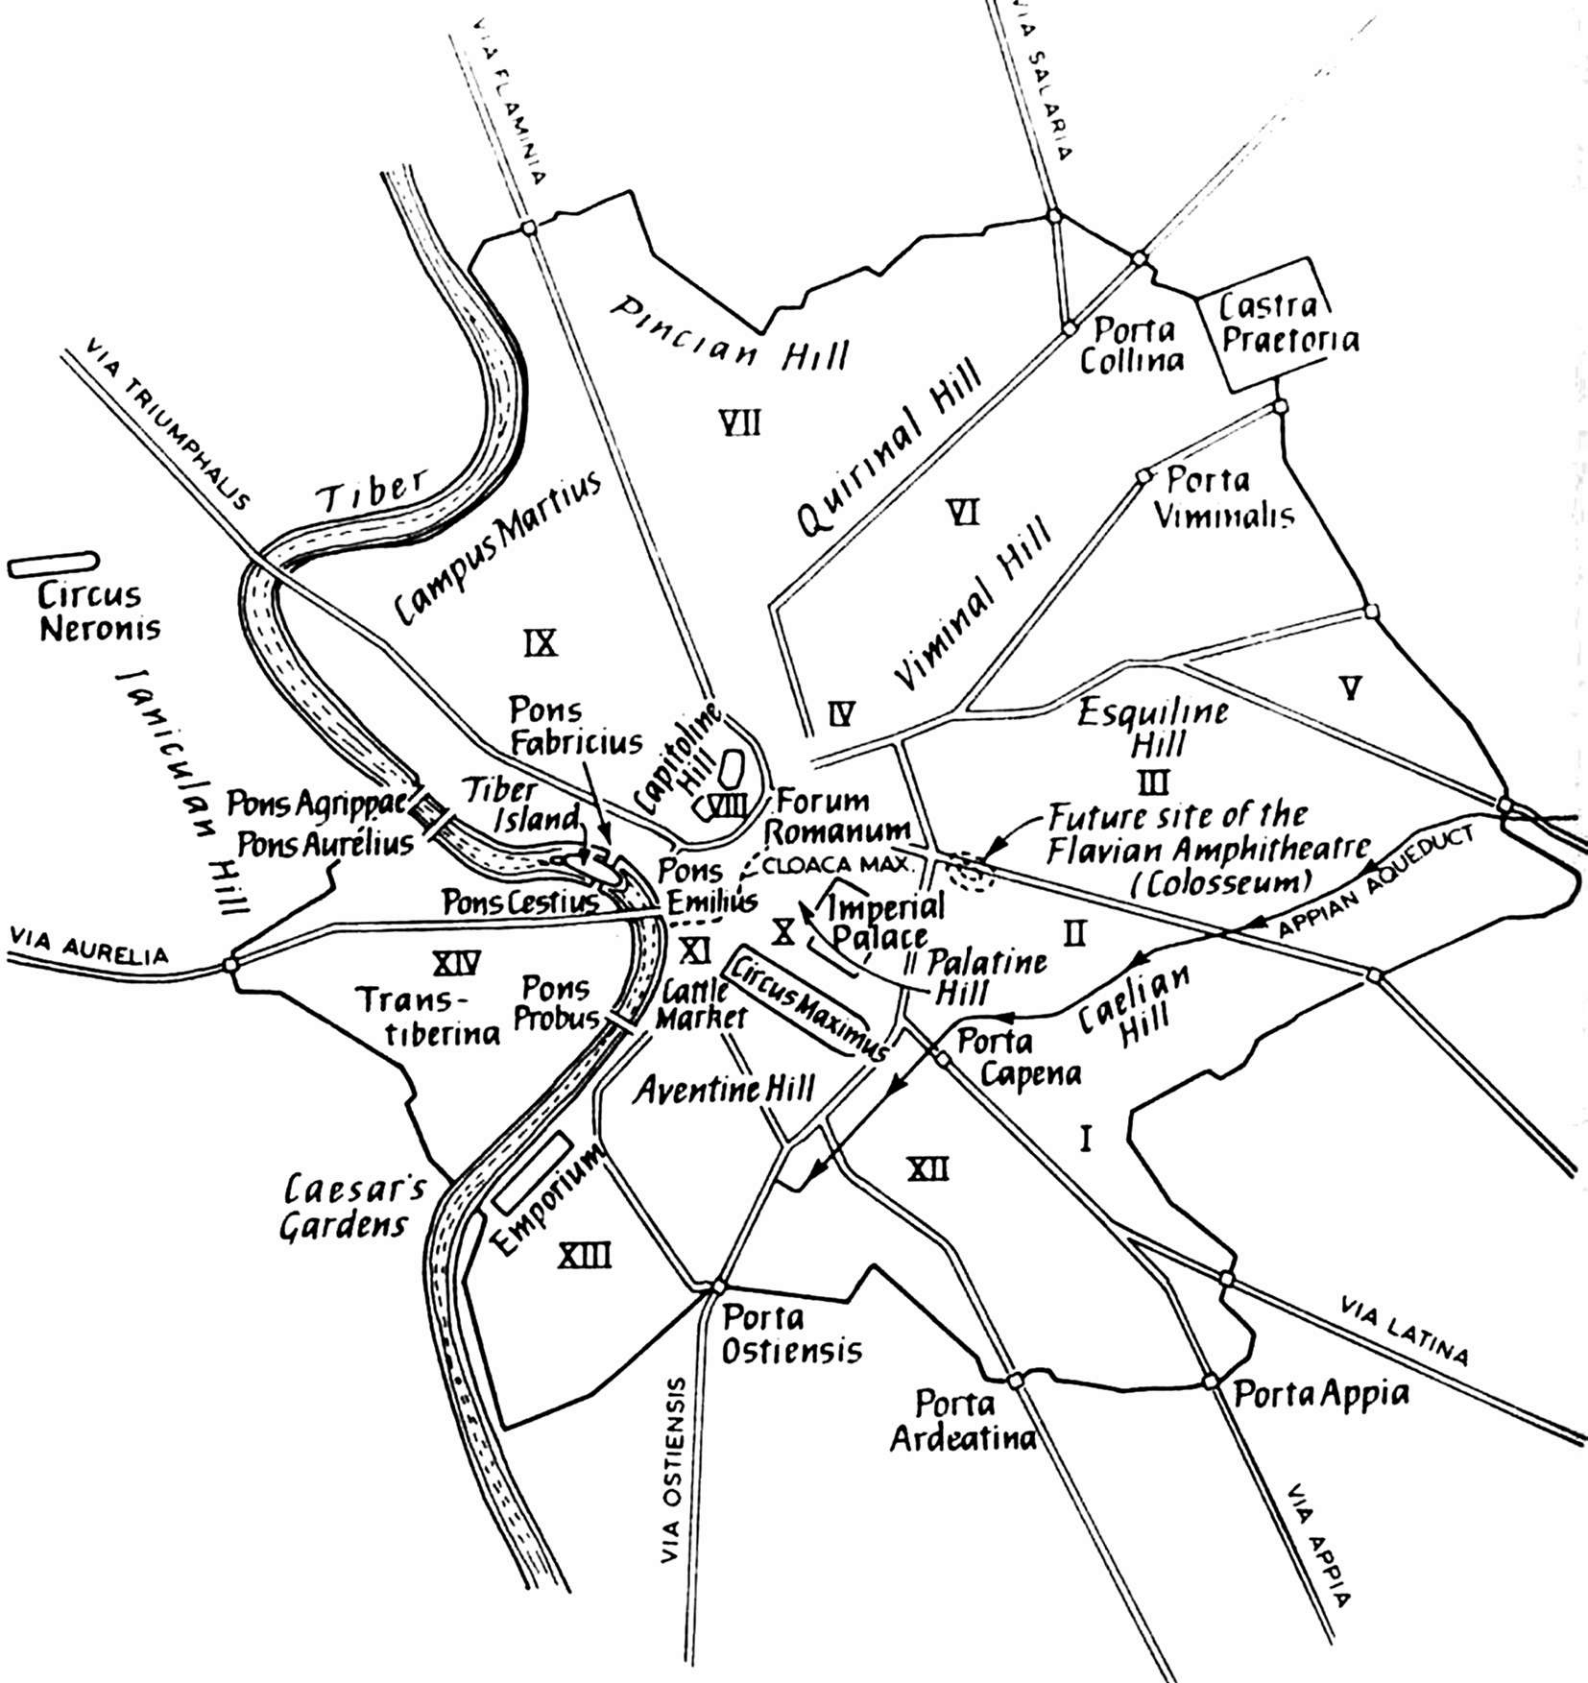 VIA FLAMINIA
VIA SALARIA
VIA TRIUMPHALIS
Pincian Hill
VII
Castra
Praetoria
Porta
Collina
Quirinal Hill
Tiber
Campus Martius
VI
Porta
Viminalis
Viminal Hill
Circus
Neronis
IX
Ianiculan Hill
V
IV
Pons
Fabricius
Capitoline
Hill
VIII
Esquiline
Hill
III
Pons Agrippae
Pons Aurélius
Tiber
Island
Forum
Romanum
CLOACA MAX.
Future site of the
Flavian Amphitheatre
(Colosseum)
APPIAN AQUEDUCT
Pons
Emilius
Pons Cestius
Imperial
Palace
X
II
VIA AURELIA
XIV
XI
Palatine
Hill
Trans-
tiberina
Pons
Probus
Cattle
Market
Circus Maximus
Caelian
Hill
Porta
Capena
Aventine Hill
I
XII
Caesar's
Gardens
Emporium
XIII
Porta
Ostiensis
VIA LATINA
Porta
Ardeatina
Porta Appia
VIA OSTIENSIS
VIA APPIA